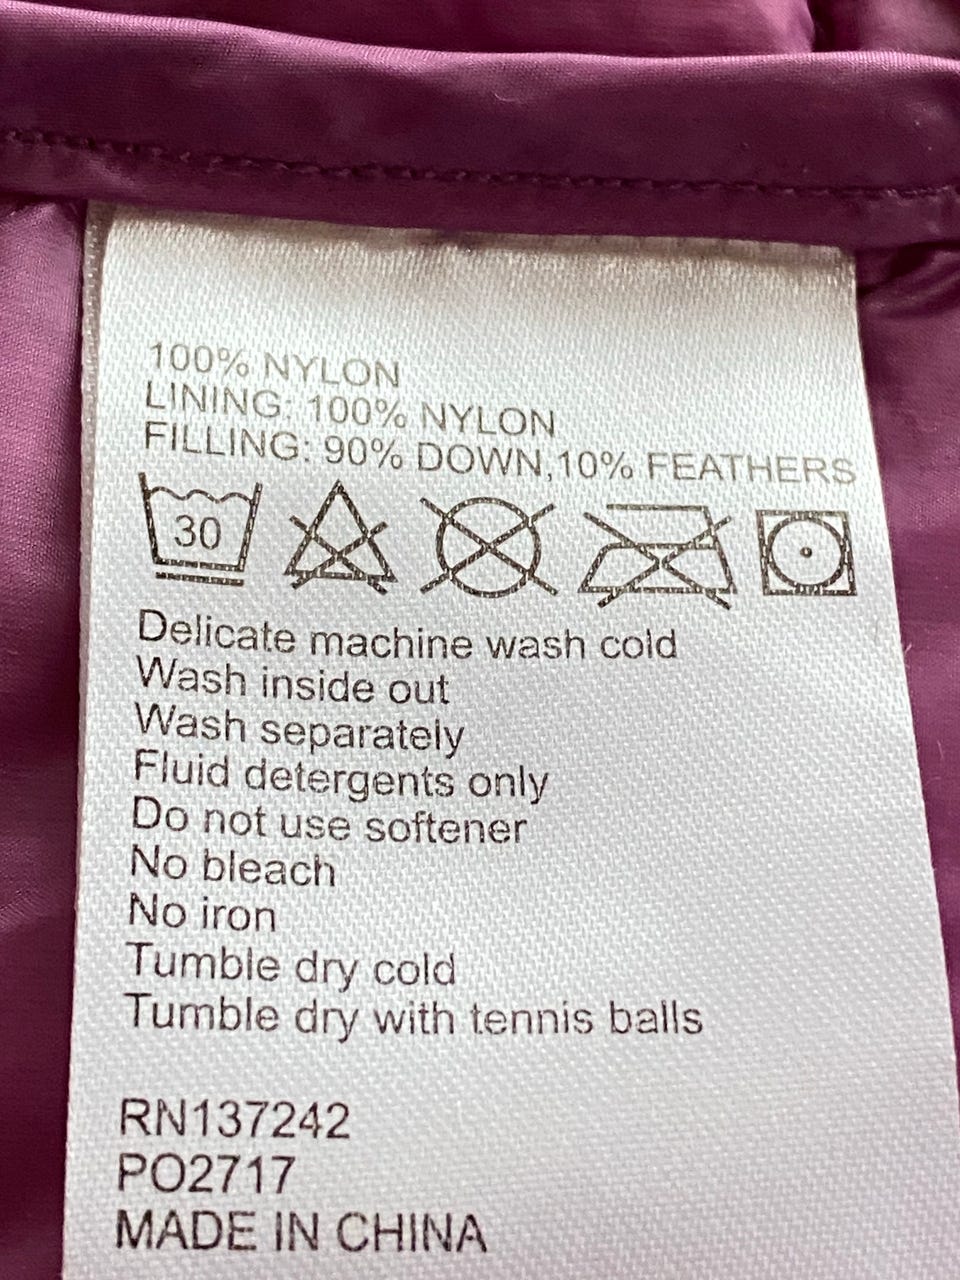 100% NYLON
LINING: 100% NYLON
FILLING: 90% DOWN,10% FEATHERS
30
Delicate machine wash cold
Wash inside out
Wash separately
Fluid detergents only
Do not use softener
No bleach
No iron
Tumble dry cold
Tumble dry with tennis balls
RN137242
PO2717
MADE IN CHINA